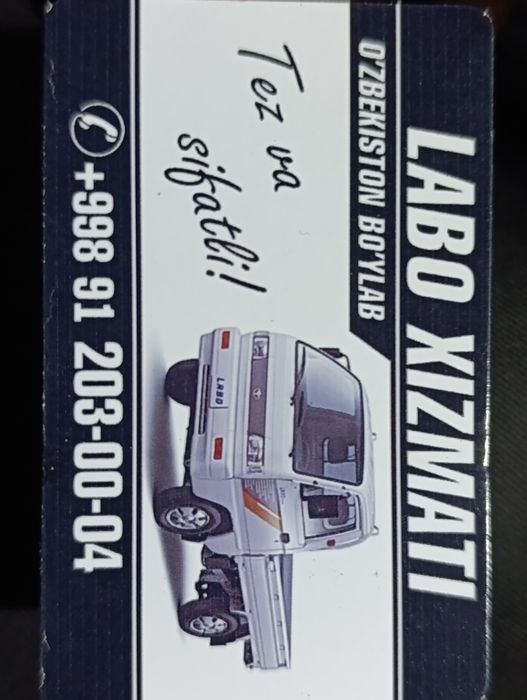 LABO XIZMATI
O'ZBEKISTON BO'YLAB
Tez va
sifatli!
LABO
+998 91 203-00-04